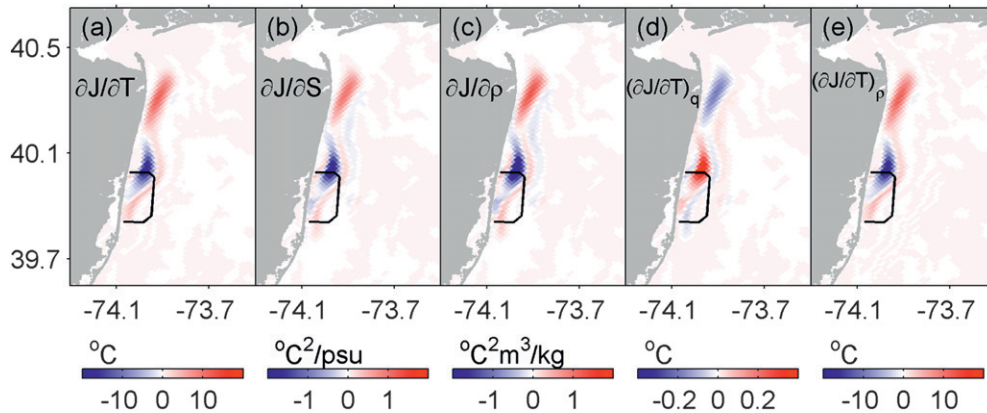 (a) (b) (c) (d) (e)
40.5
∂J/∂T ∂J/∂S ∂J/∂ρ (∂J/∂T)q (∂J/∂T)ρ
40.1
39.7
-74.1 -73.7 -74.1 -73.7 -74.1 -73.7 -74.1 -73.7 -74.1 -73.7
°C °C²/psu °C²m³/kg °C °C
-10 0 10 -1 0 1 -1 0 1 -0.2 0 0.2 -10 0 10